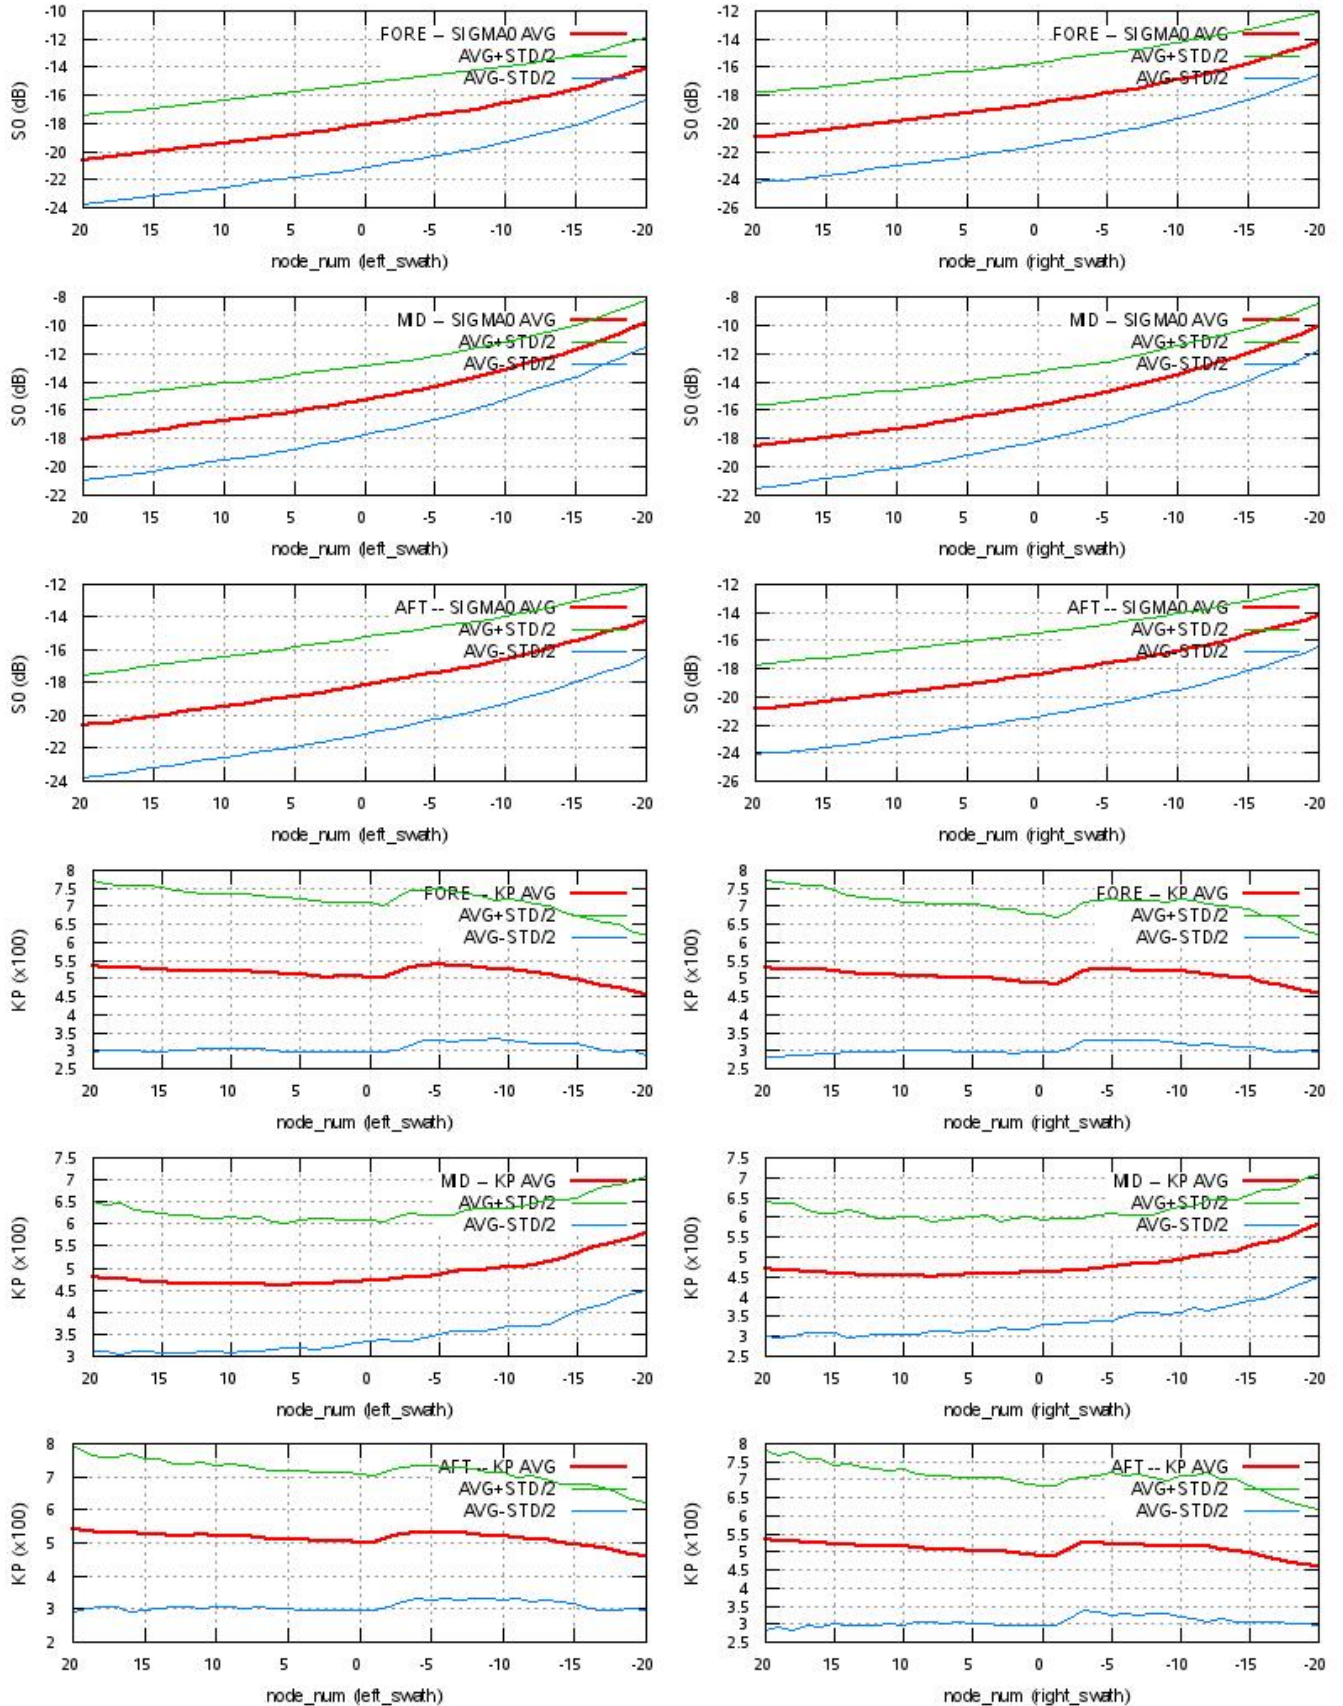 FORE -- SIGMA0 AVG
AVG+STD/2
AVG-STD/2
S0 (dB)
-10
-12
-14
-16
-18
-20
-22
-24
20 15 10 5 0 -5 -10 -15 -20
node_num (left_swath)
FORE -- SIGMA0 AVG
AVG+STD/2
AVG-STD/2
S0 (dB)
-12
-14
-16
-18
-20
-22
-24
-26
20 15 10 5 0 -5 -10 -15 -20
node_num (right_swath)
MID -- SIGMA0 AVG
AVG+STD/2
AVG-STD/2
S0 (dB)
-8
-10
-12
-14
-16
-18
-20
-22
20 15 10 5 0 -5 -10 -15 -20
node_num (left_swath)
MID -- SIGMA0 AVG
AVG+STD/2
AVG-STD/2
S0 (dB)
-8
-10
-12
-14
-16
-18
-20
-22
20 15 10 5 0 -5 -10 -15 -20
node_num (right_swath)
AFT -- SIGMA0 AVG
AVG+STD/2
AVG-STD/2
S0 (dB)
-12
-14
-16
-18
-20
-22
-24
20 15 10 5 0 -5 -10 -15 -20
node_num (left_swath)
AFT -- SIGMA0 AVG
AVG+STD/2
AVG-STD/2
S0 (dB)
-12
-14
-16
-18
-20
-22
-24
-26
20 15 10 5 0 -5 -10 -15 -20
node_num (right_swath)
FORE -- KP AVG
AVG+STD/2
AVG-STD/2
KP (x100)
8
7.5
7
6.5
6
5.5
5
4.5
4
3.5
3
2.5
20 15 10 5 0 -5 -10 -15 -20
node_num (left_swath)
FORE -- KP AVG
AVG+STD/2
AVG-STD/2
KP (x100)
8
7.5
7
6.5
6
5.5
5
4.5
4
3.5
3
2.5
20 15 10 5 0 -5 -10 -15 -20
node_num (right_swath)
MID -- KP AVG
AVG+STD/2
AVG-STD/2
KP (x100)
7.5
7
6.5
6
5.5
5
4.5
4
3.5
3
20 15 10 5 0 -5 -10 -15 -20
node_num (left_swath)
MID -- KP AVG
AVG+STD/2
AVG-STD/2
KP (x100)
7.5
7
6.5
6
5.5
5
4.5
4
3.5
3
2.5
20 15 10 5 0 -5 -10 -15 -20
node_num (right_swath)
AFT -- KP AVG
AVG+STD/2
AVG-STD/2
KP (x100)
8
7
6
5
4
3
2
20 15 10 5 0 -5 -10 -15 -20
node_num (left_swath)
AFT -- KP AVG
AVG+STD/2
AVG-STD/2
KP (x100)
8
7.5
7
6.5
6
5.5
5
4.5
4
3.5
3
2.5
20 15 10 5 0 -5 -10 -15 -20
node_num (right_swath)